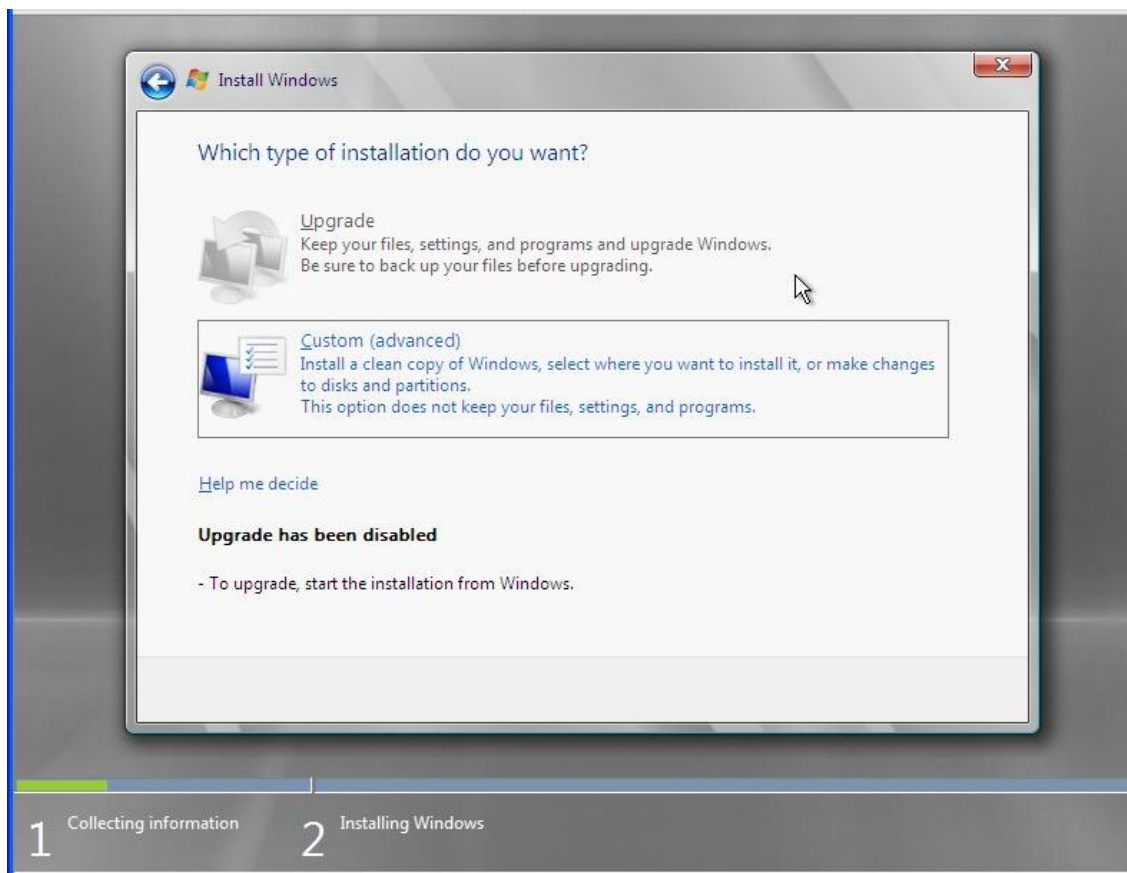 Install Windows
Which type of installation do you want?
Upgrade
Keep your files, settings, and programs and upgrade Windows.
Be sure to back up your files before upgrading.
Custom (advanced)
Install a clean copy of Windows, select where you want to install it, or make changes
to disks and partitions.
This option does not keep your files, settings, and programs.
Help me decide
Upgrade has been disabled
- To upgrade, start the installation from Windows.
1 Collecting information
2 Installing Windows